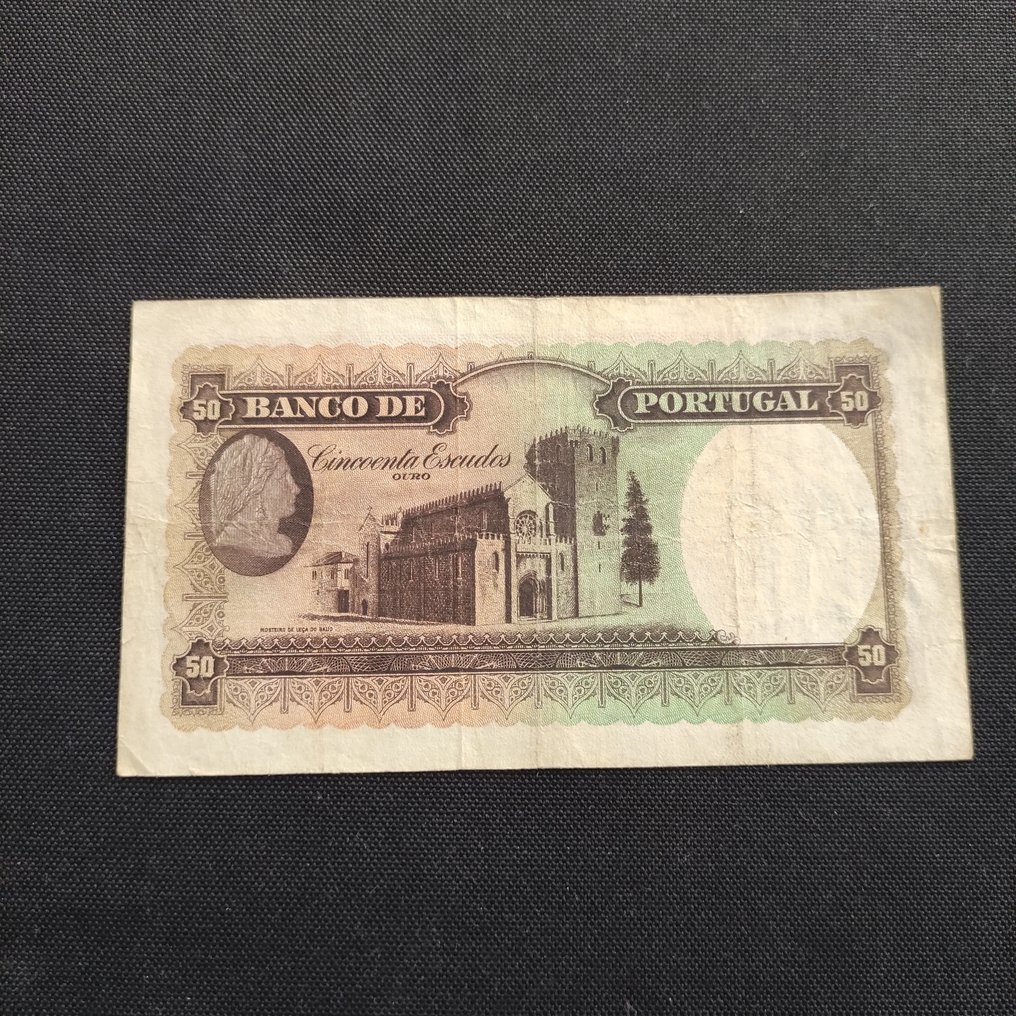 50 BANCO DE PORTUGAL 50
Cincoenta Escudos
OURO
MOSTEIRO DE LEÇA DO BALIO
50 50